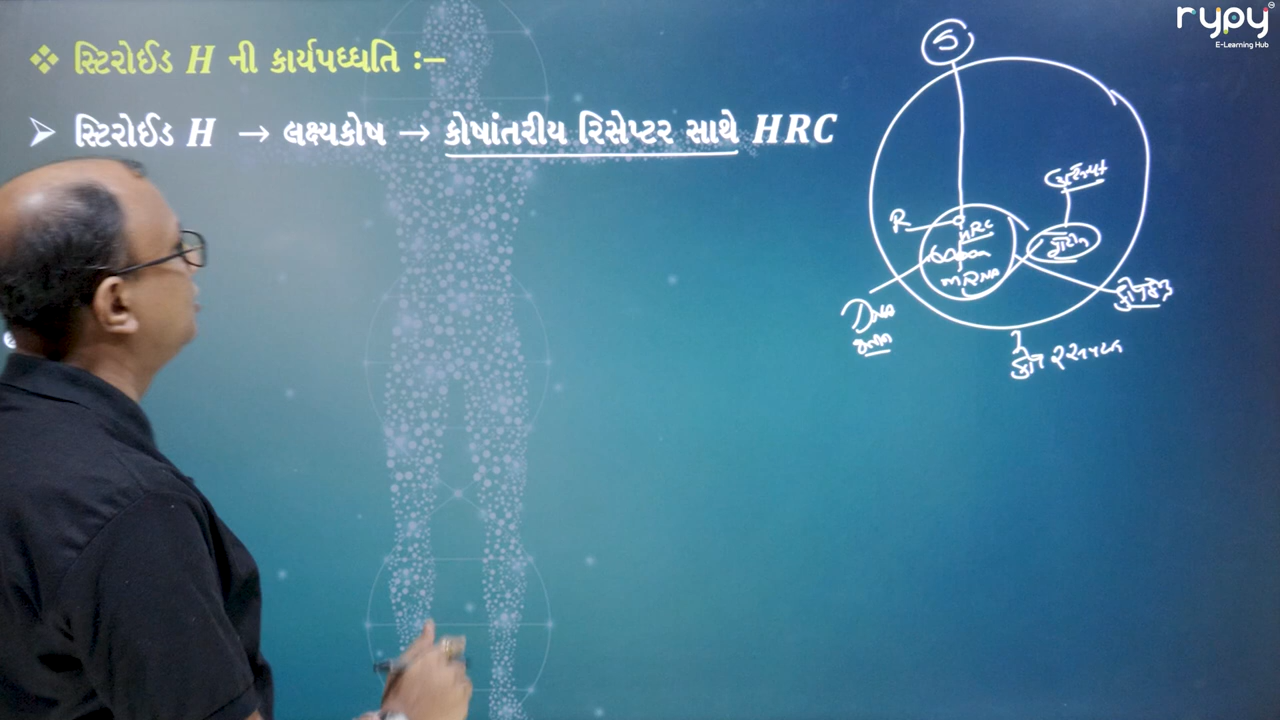 rypy
E-Learning Hub
❖ સ્ટિરોઈડ H ની કાર્યપધ્ધતિ :–
➢ સ્ટિરોઈડ H → લક્ષ્યકોષ → કોષાંતરીય રિસેપ્ટર સાથે HRC
S
R
HRC
mRNA
પ્રોટીન
DNA